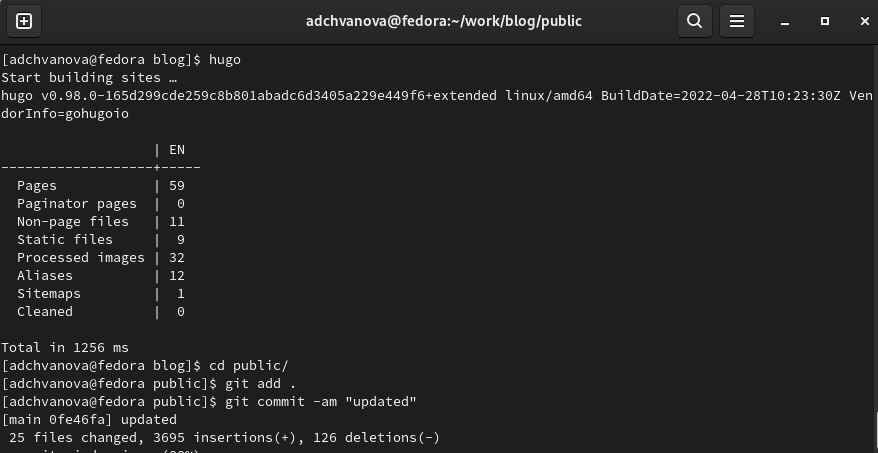 adchvanova@fedora:~/work/blog/public
[adchvanova@fedora blog]$ hugo
Start building sites …
hugo v0.98.0-165d299cde259c8b801abadc6d3405a229e449f6+extended linux/amd64 BuildDate=2022-04-28T10:23:30Z Ven
dorInfo=gohugoio
                   | EN
-------------------+-----
  Pages            | 59
  Paginator pages  |  0
  Non-page files   | 11
  Static files     |  9
  Processed images | 32
  Aliases          | 12
  Sitemaps         |  1
  Cleaned          |  0
Total in 1256 ms
[adchvanova@fedora blog]$ cd public/
[adchvanova@fedora public]$ git add .
[adchvanova@fedora public]$ git commit -am "updated"
[main 0fe46fa] updated
 25 files changed, 3695 insertions(+), 126 deletions(-)